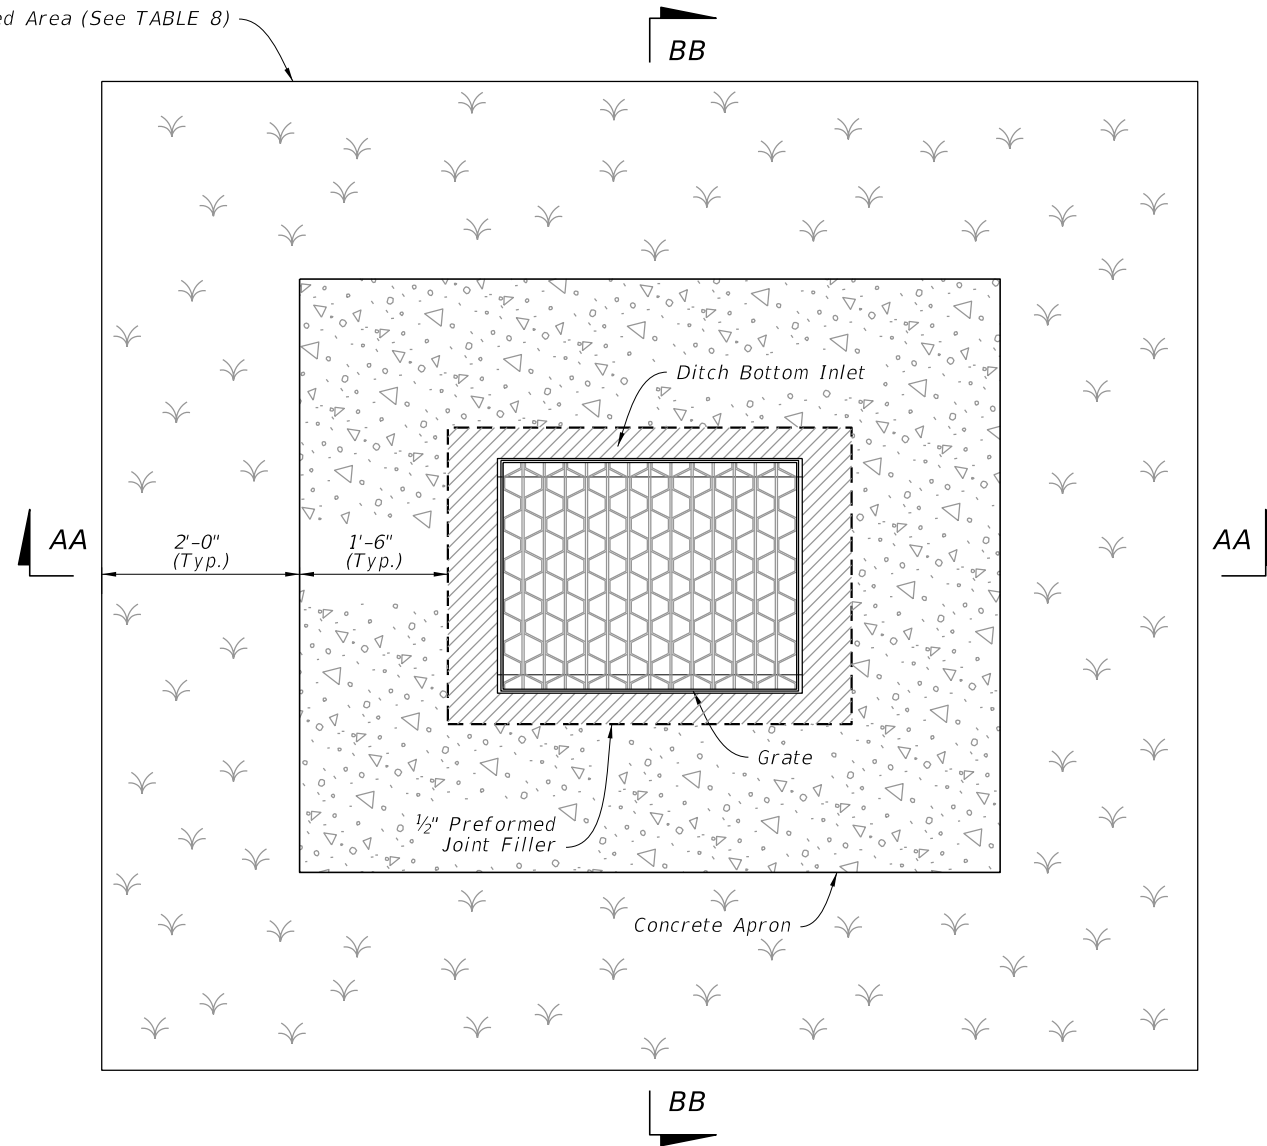 Area (See TABLE 8)
BB
Ditch Bottom Inlet
AA
2'-0"
(Typ.)
1'-6"
(Typ.)
AA
Grate
½" Preformed
Joint Filler
Concrete Apron
BB